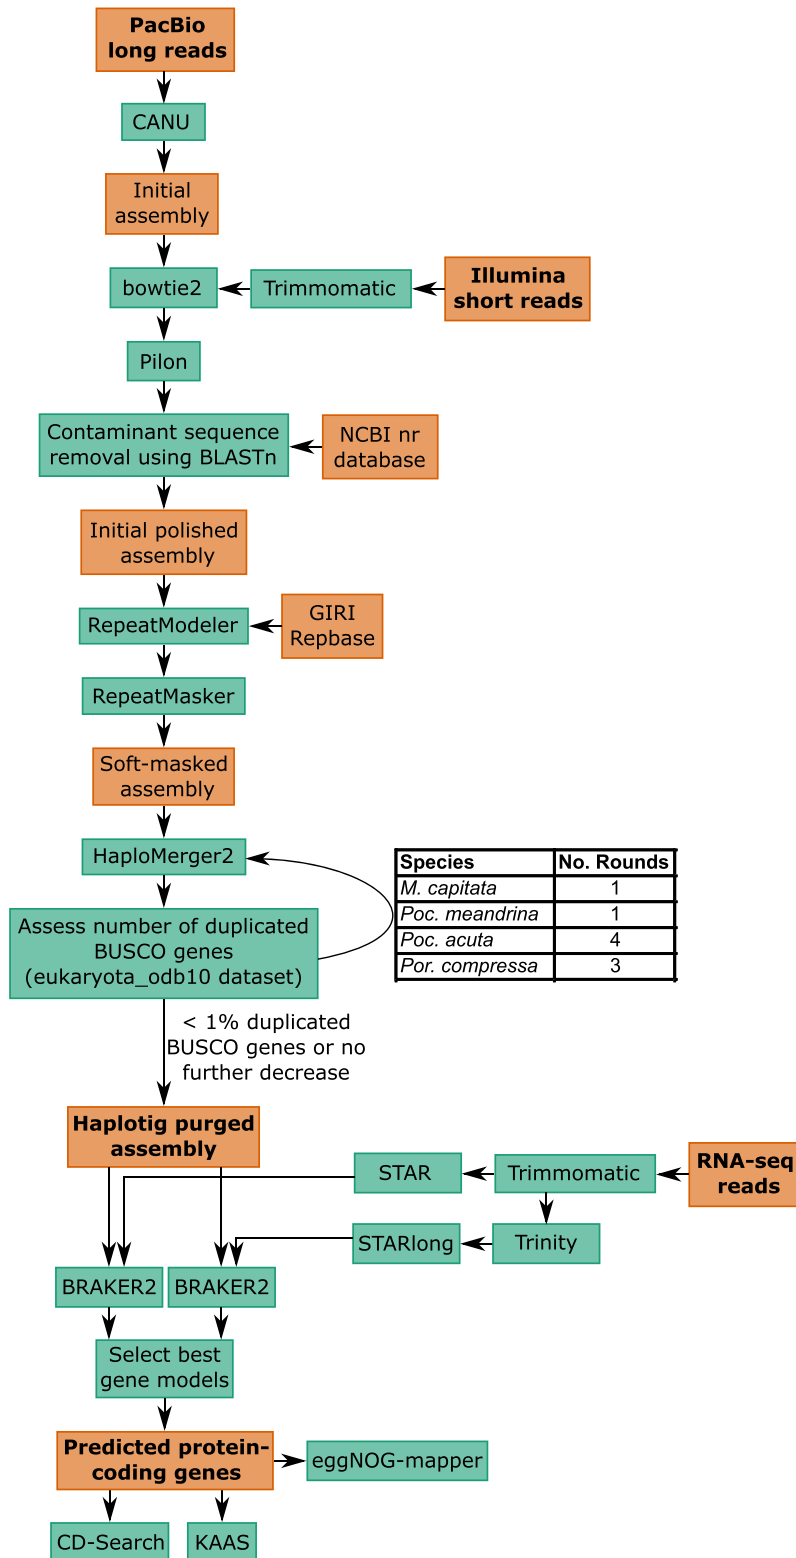 PacBio
long reads
CANU
Initial
assembly
bowtie2
Trimmomatic
Illumina
short reads
Pilon
Contaminant sequence
removal using BLASTn
NCBI nr
database
Initial polished
assembly
RepeatModeler
GIRI
Repbase
RepeatMasker
Soft-masked
assembly
HaploMerger2
Assess number of duplicated
BUSCO genes
(eukaryota_odb10 dataset)
Species No. Rounds
M. capitata 1
Poc. meandrina 1
Poc. acuta 4
Por. compressa 3
< 1% duplicated
BUSCO genes or no
further decrease
Haplotig purged
assembly
STAR
Trimmomatic
RNA-seq
reads
STARlong
Trinity
BRAKER2
BRAKER2
Select best
gene models
Predicted protein-
coding genes
eggNOG-mapper
CD-Search
KAAS